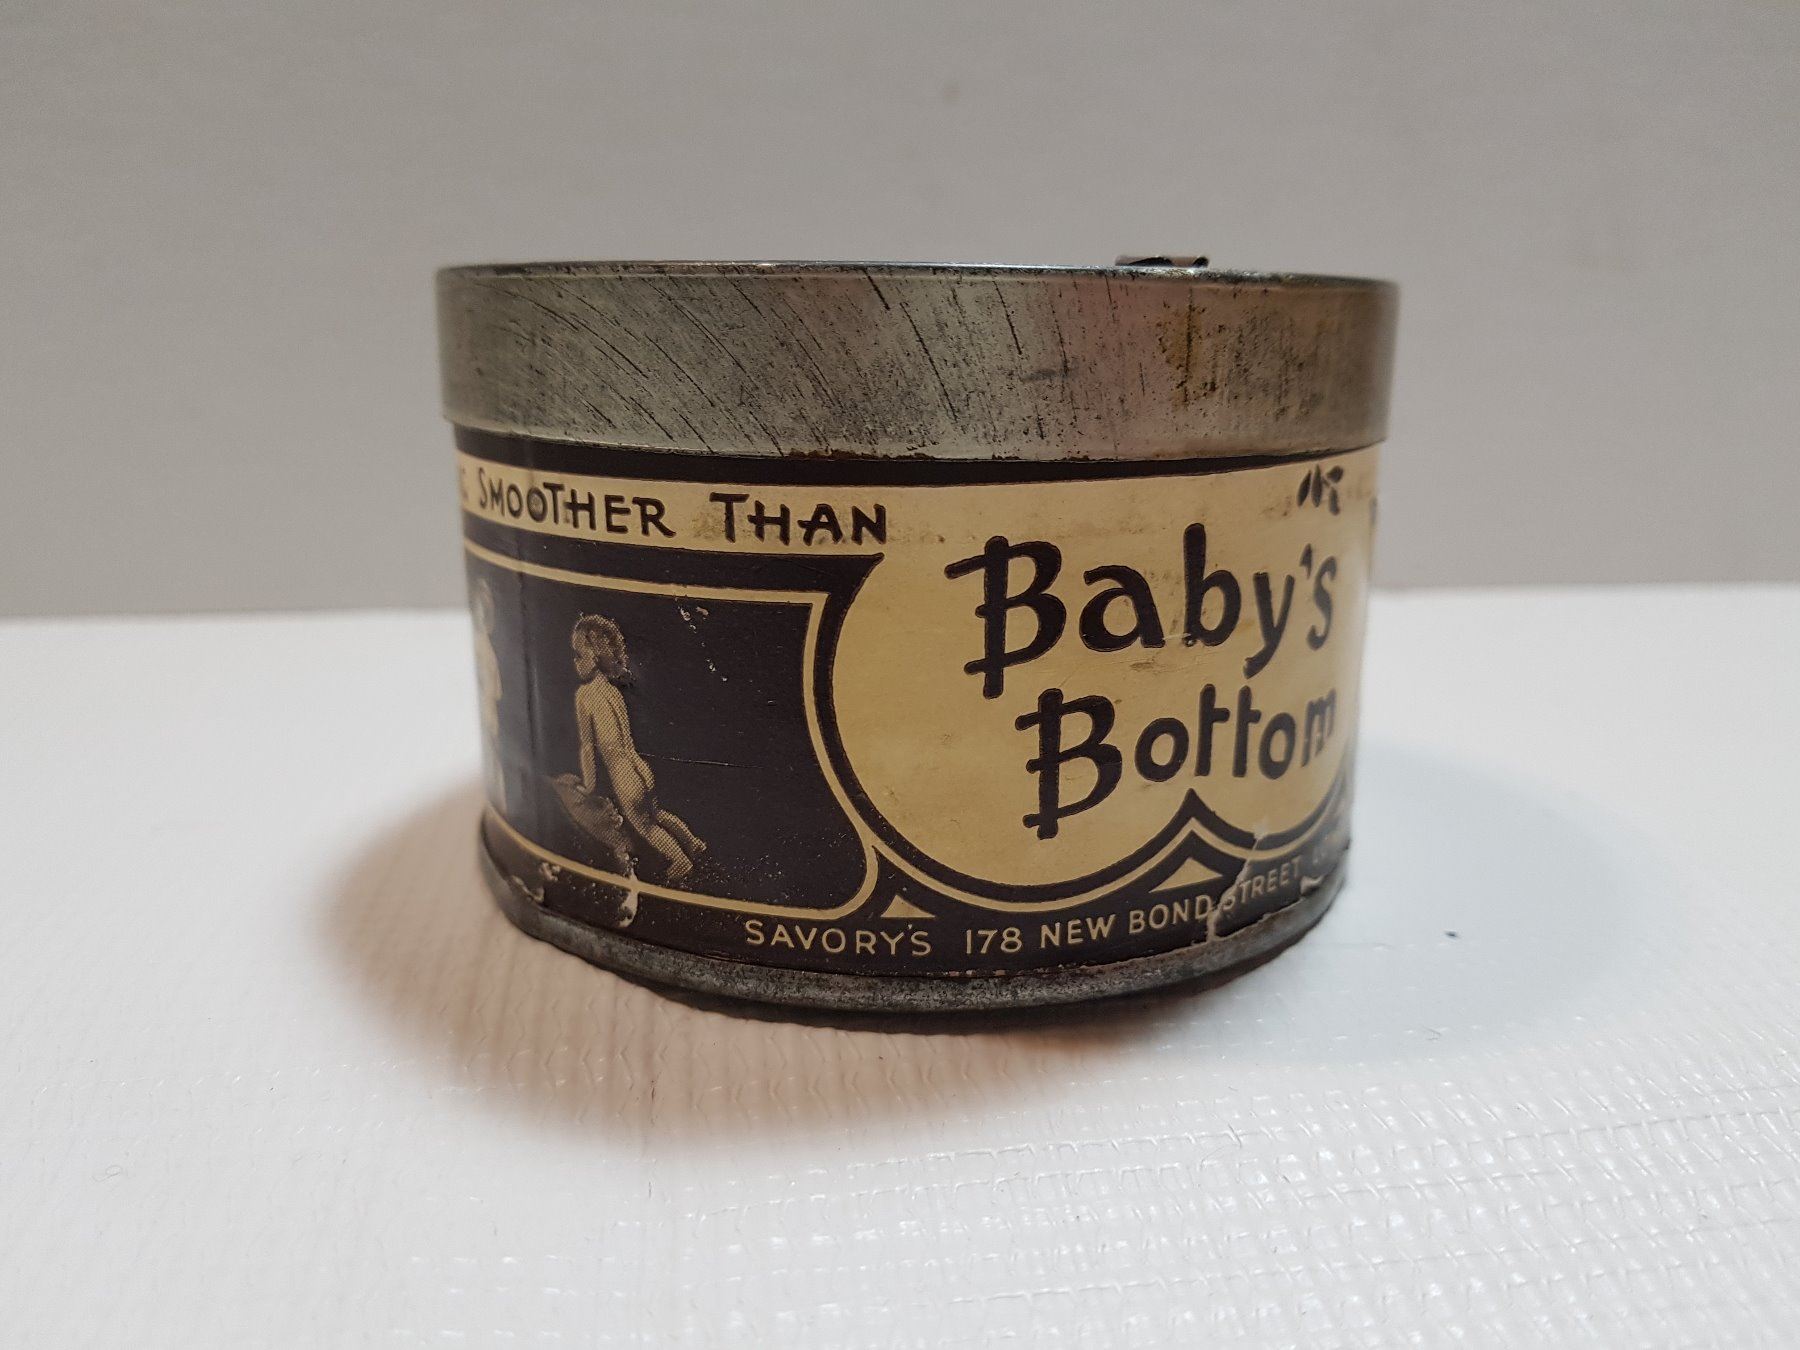 SMOOTHER THAN
Baby's
Bottom
SAVORY'S 178 NEW BOND STREET